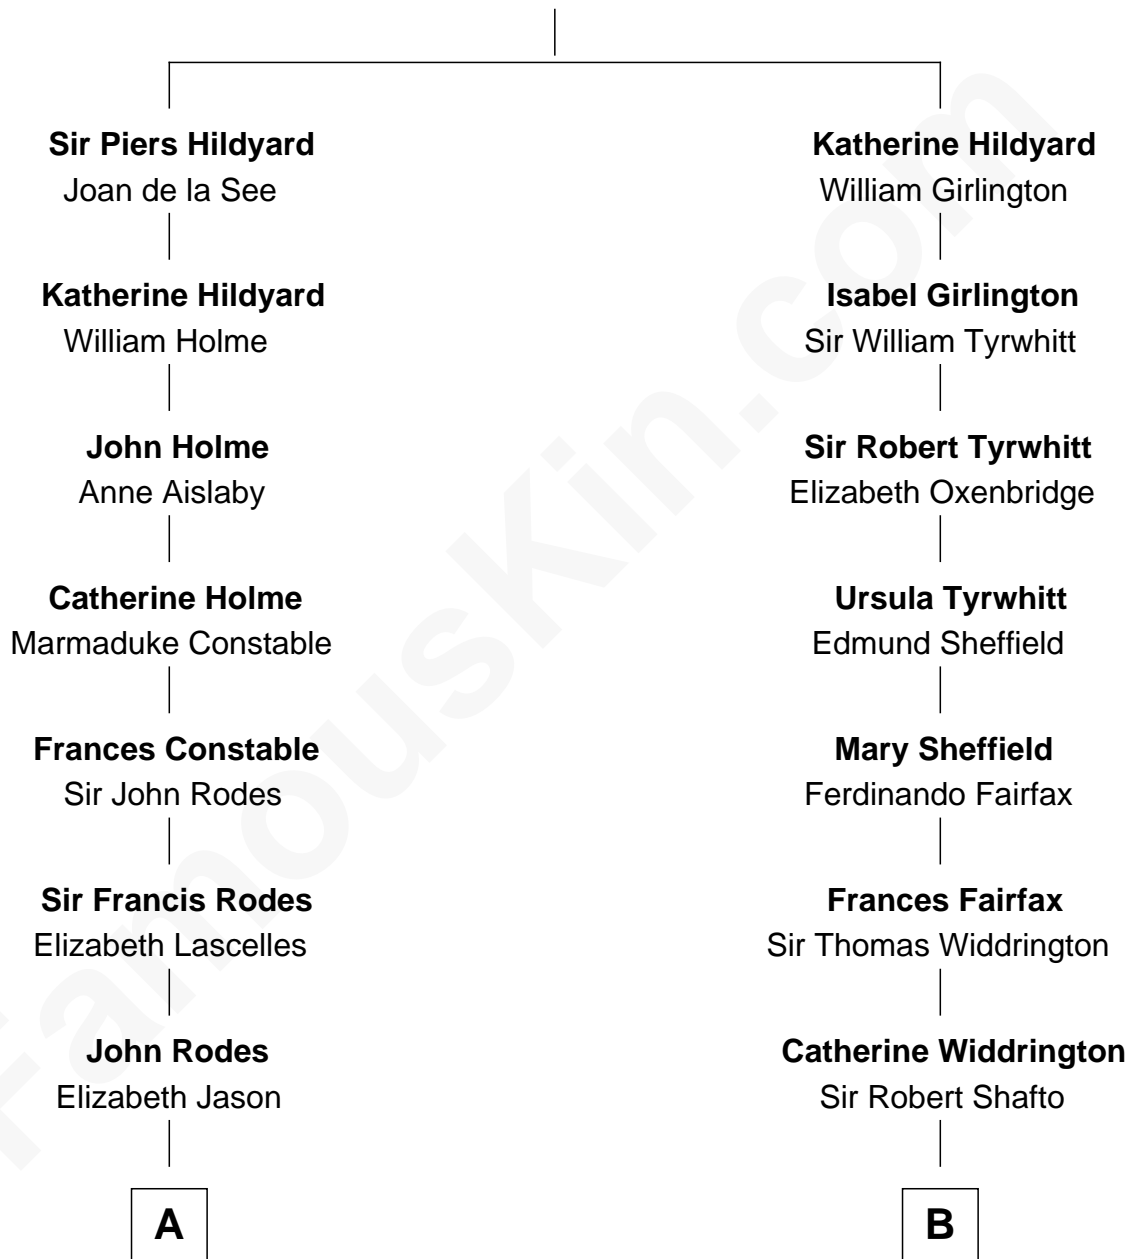 Sir Piers Hildyard
Joan de la See
Katherine Hildyard
William Holme
John Holme
Anne Aislaby
Catherine Holme
Marmaduke Constable
Frances Constable
Sir John Rodes
Sir Francis Rodes
Elizabeth Lascelles
John Rodes
Elizabeth Jason
A
Katherine Hildyard
William Girlington
Isabel Girlington
Sir William Tyrwhitt
Sir Robert Tyrwhitt
Elizabeth Oxenbridge
Ursula Tyrwhitt
Edmund Sheffield
Mary Sheffield
Ferdinando Fairfax
Frances Fairfax
Sir Thomas Widdrington
Catherine Widdrington
Sir Robert Shafto
B
FamousKin.com